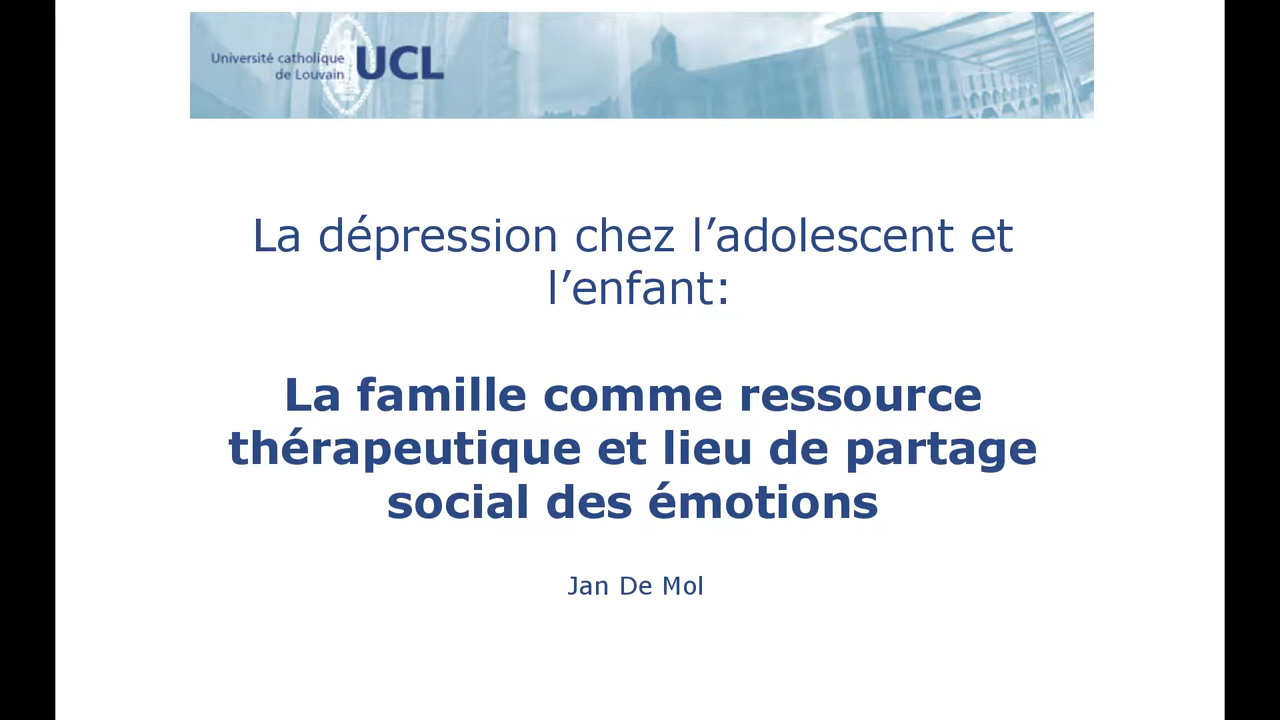 Université catholique
de Louvain
UCL
La dépression chez l’adolescent et
l’enfant:
La famille comme ressource
thérapeutique et lieu de partage
social des émotions
Jan De Mol